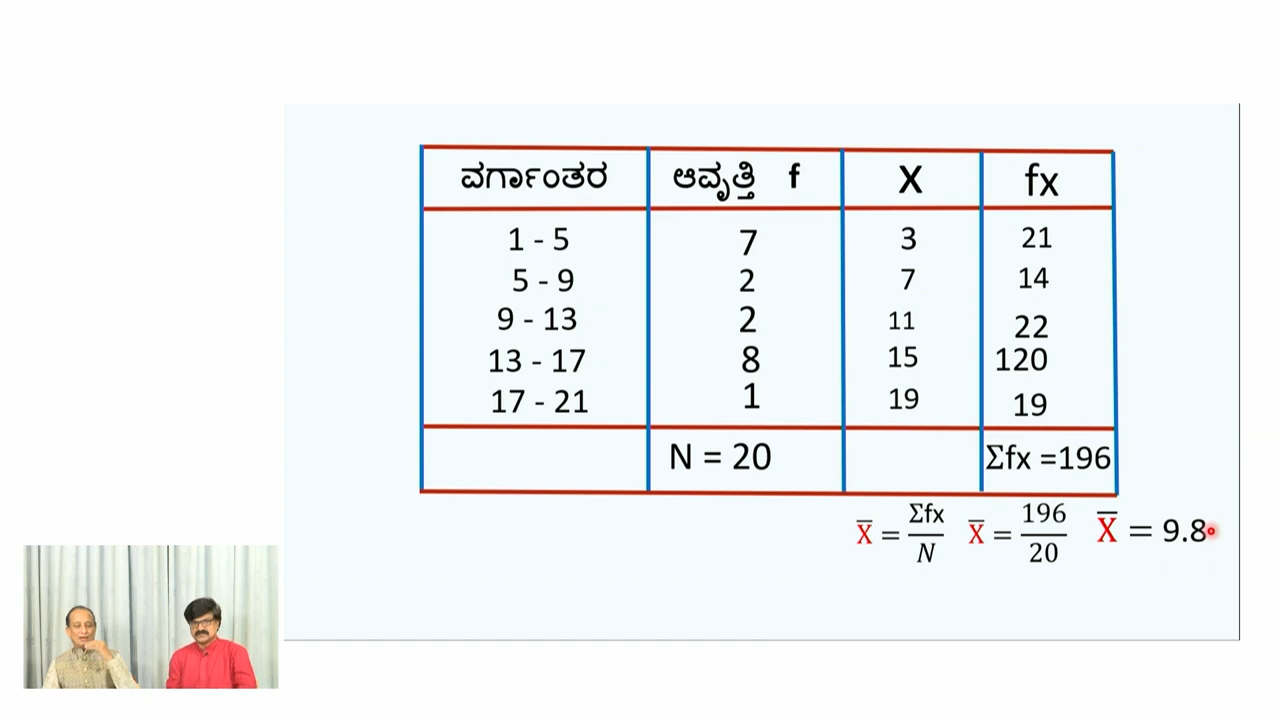 ವರ್ಗಾಂತರ ಆವೃತ್ತಿ f X fx
1 - 5 7 3 21
5 - 9 2 7 14
9 - 13 2 11 22
13 - 17 8 15 120
17 - 21 1 19 19
N = 20 Σfx =196
X̅ = Σfx/N X̅ = 196/20 X̅ = 9.8